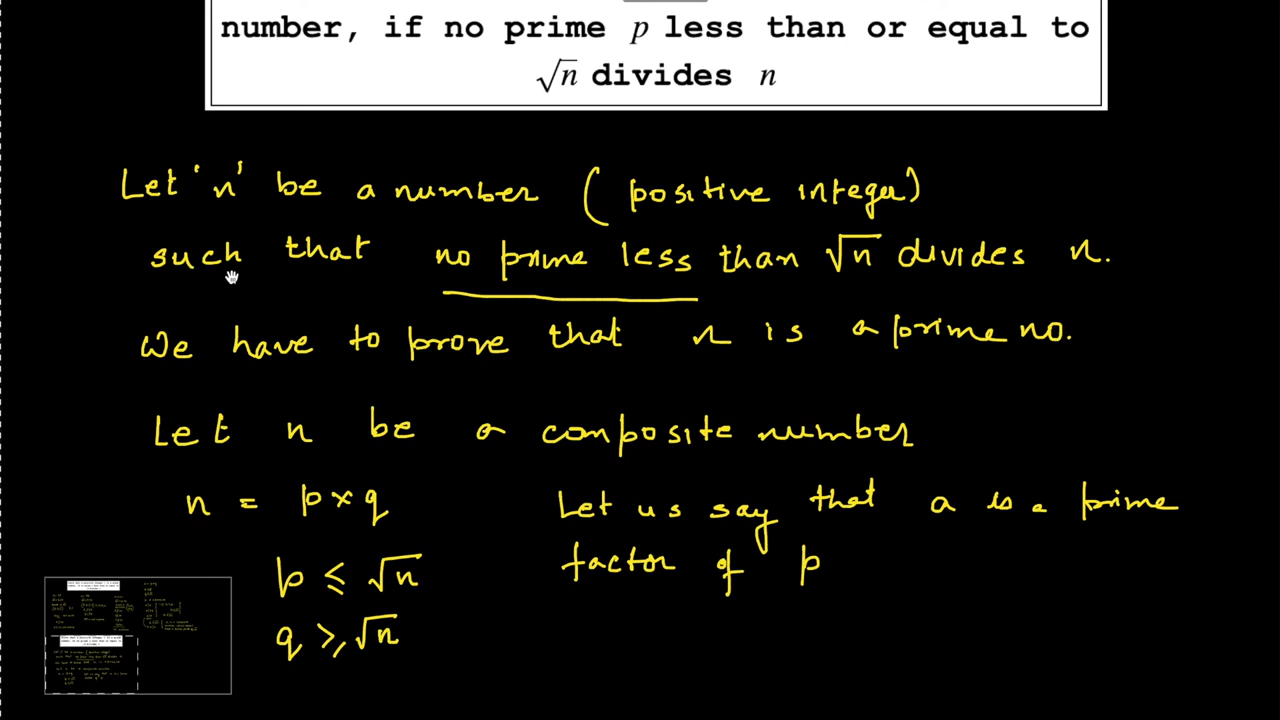 number, if no prime p less than or equal to
√n divides n
Let 'n' be a number (positive integer)
such that no prime less than √n divides n.
We have to prove that n is a prime no.
Let n be a composite number
n = p×q
p ≤ √n
q ≥ √n
Let us say that a is a prime
factor of p